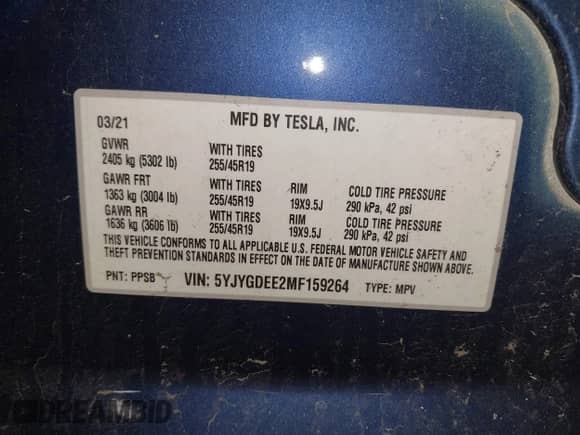 03/21 MFD BY TESLA, INC.
GVWR
2405 kg (5302 lb) WITH TIRES 255/45R19
GAWR FRT
1363 kg (3004 lb) WITH TIRES 255/45R19 RIM 19X9.5J COLD TIRE PRESSURE 290 kPa, 42 psi
GAWR RR
1636 kg (3606 lb) WITH TIRES 255/45R19 RIM 19X9.5J COLD TIRE PRESSURE 290 kPa, 42 psi
THIS VEHICLE CONFORMS TO ALL APPLICABLE U.S. FEDERAL MOTOR VEHICLE SAFETY AND
THEFT PREVENTION STANDARDS IN EFFECT ON THE DATE OF MANUFACTURE SHOWN ABOVE.
PNT: PPSB VIN: 5YJYGDEE2MF159264 TYPE: MPV
DREAMBID